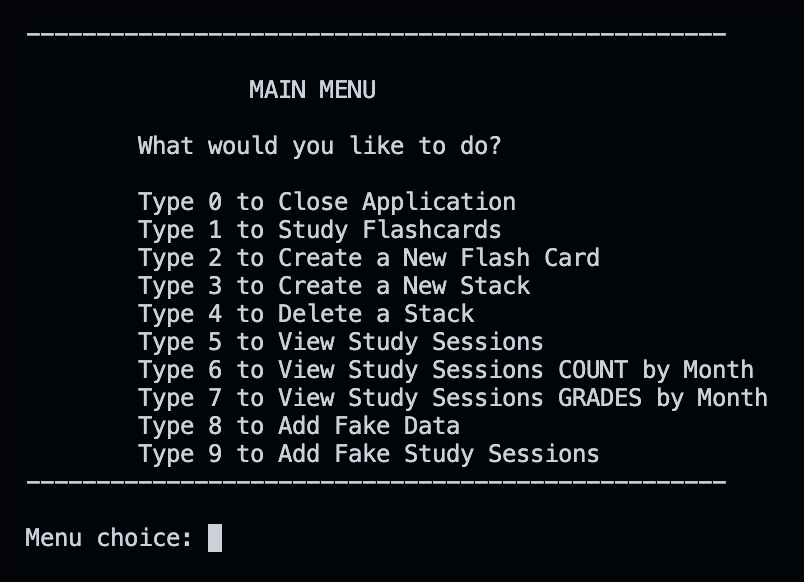 MAIN MENU
What would you like to do?
Type 0 to Close Application
Type 1 to Study Flashcards
Type 2 to Create a New Flash Card
Type 3 to Create a New Stack
Type 4 to Delete a Stack
Type 5 to View Study Sessions
Type 6 to View Study Sessions COUNT by Month
Type 7 to View Study Sessions GRADES by Month
Type 8 to Add Fake Data
Type 9 to Add Fake Study Sessions
Menu choice: